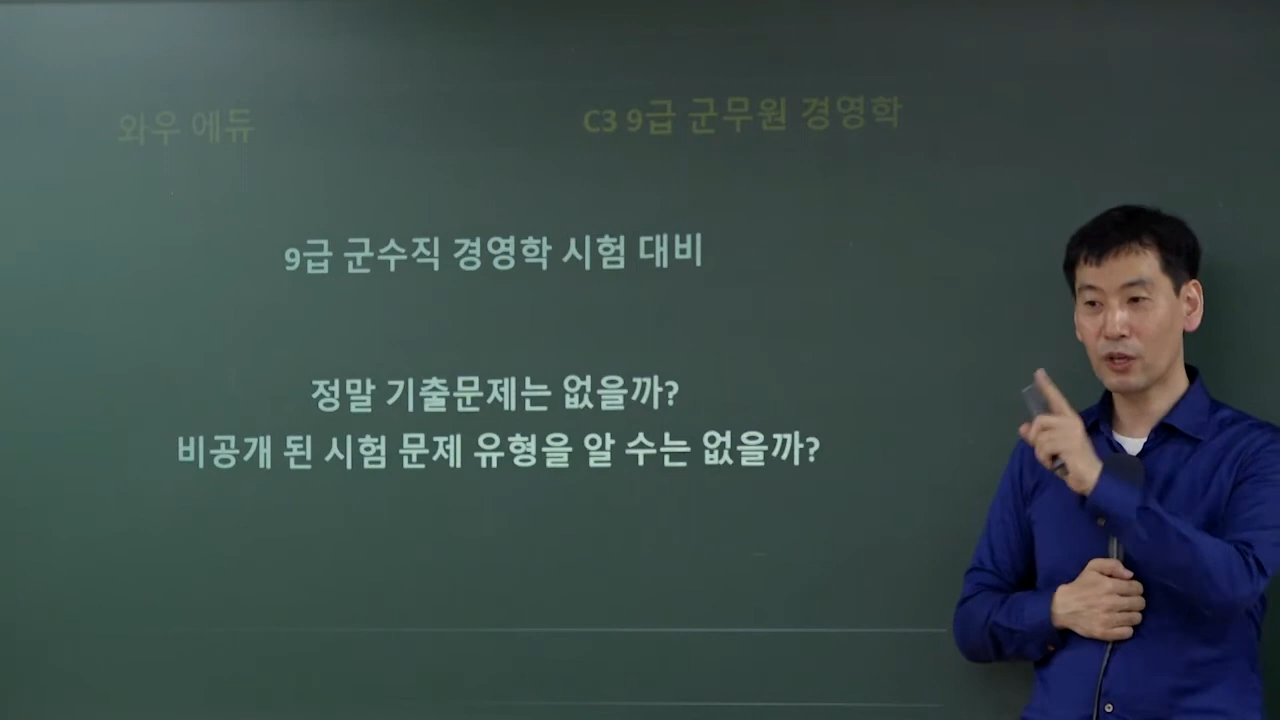 와우 에듀
C3 9급 군무원 경영학
9급 군수직 경영학 시험 대비
정말 기출문제는 없을까?
비공개 된 시험 문제 유형을 알 수는 없을까?